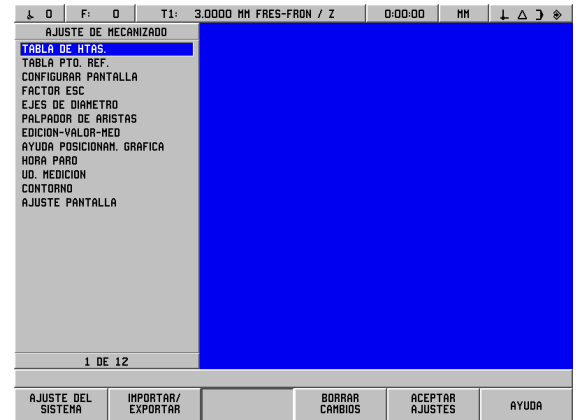 0 F: 0 T1: 3.0000 MM FRES-FRON / Z 0:00:00 MM
AJUSTE DE MECANIZADO
TABLA DE HTAS.
TABLA PTO. REF.
CONFIGURAR PANTALLA
FACTOR ESC
EJES DE DIAMETRO
PALPADOR DE ARISTAS
EDICION-VALOR-MED
AYUDA POSICIONAM. GRAFICA
HORA PARO
UD. MEDICION
CONTORNO
AJUSTE PANTALLA
1 DE 12
AJUSTE DEL SISTEMA
IMPORTAR/
EXPORTAR
BORRAR
CAMBIOS
ACEPTAR
AJUSTES
AYUDA